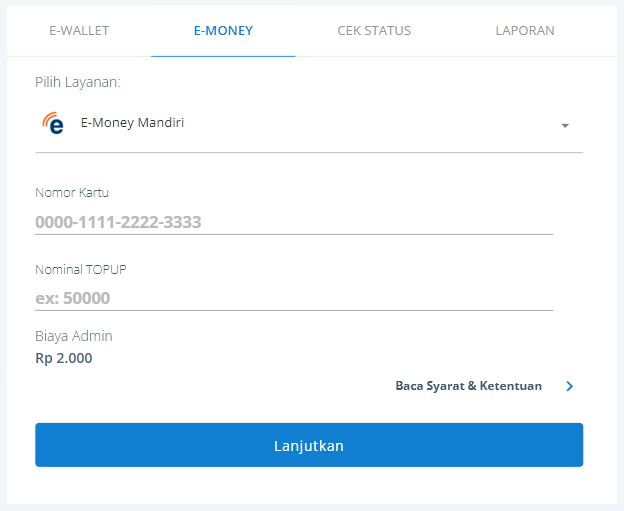 E-WALLET E-MONEY CEK STATUS LAPORAN
Pilih Layanan:
e E-Money Mandiri
Nomor Kartu
0000-1111-2222-3333
Nominal TOPUP
ex: 50000
Biaya Admin
Rp 2.000
Baca Syarat & Ketentuan
Lanjutkan